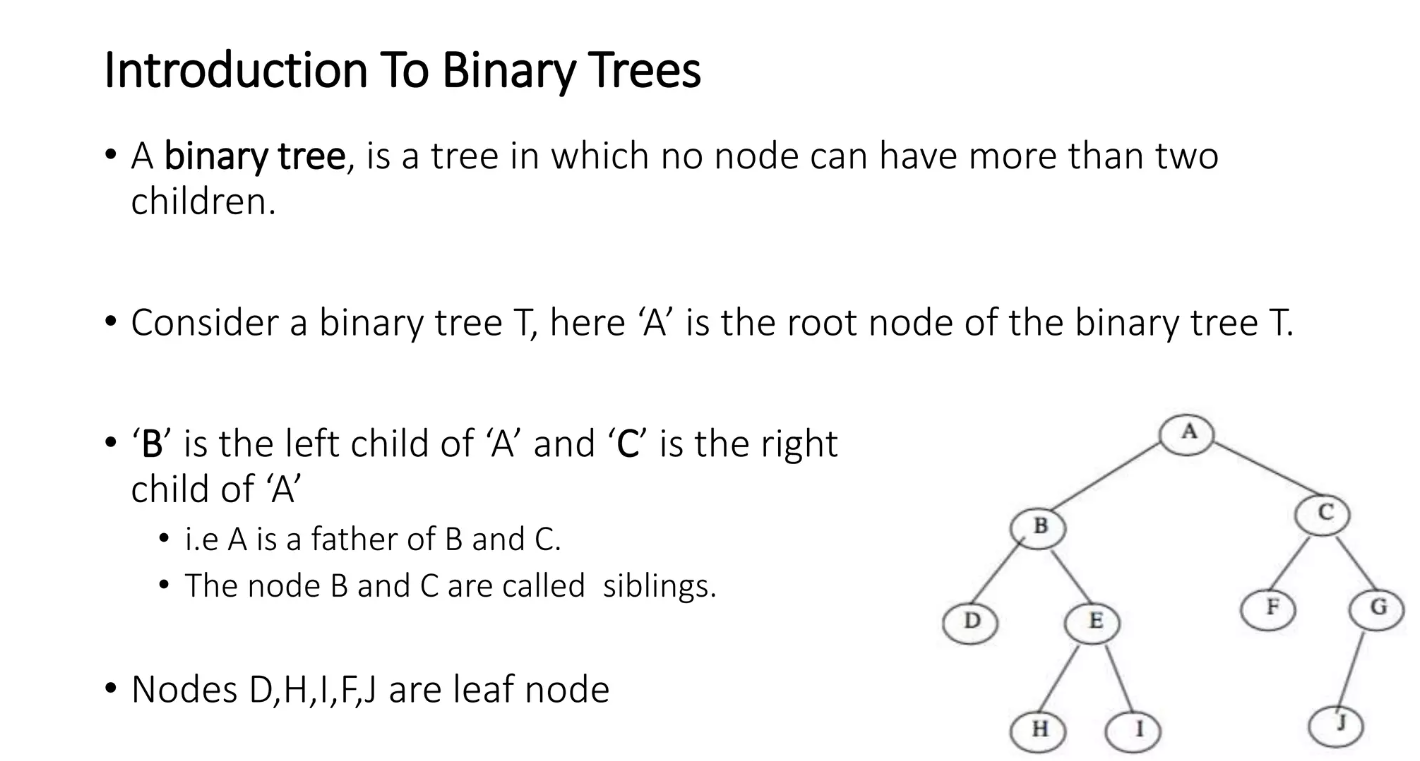 Introduction To Binary Trees
• A binary tree, is a tree in which no node can have more than two
children.
• Consider a binary tree T, here ‘A’ is the root node of the binary tree T.
• ‘B’ is the left child of ‘A’ and ‘C’ is the right
child of ‘A’
• i.e A is a father of B and C.
• The node B and C are called  siblings.
• Nodes D,H,I,F,J are leaf node
A
B
C
D
E
F
G
H
I
J